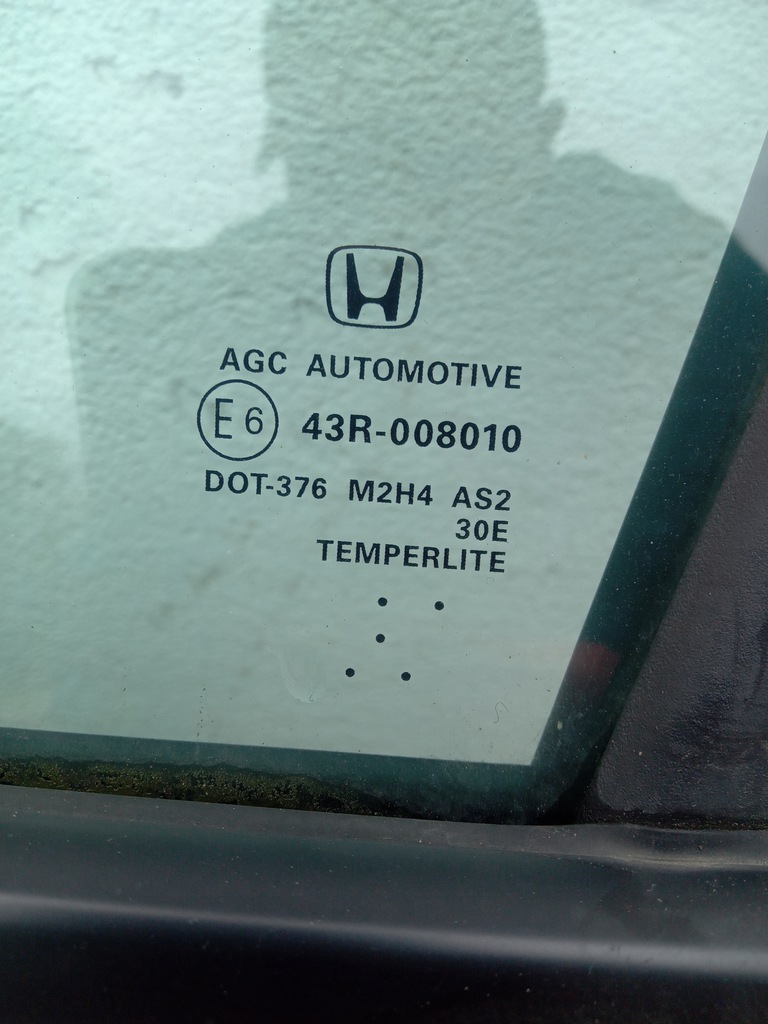 AGC AUTOMOTIVE
E6 43R-008010
DOT-376 M2H4 AS2
30E
TEMPERLITE